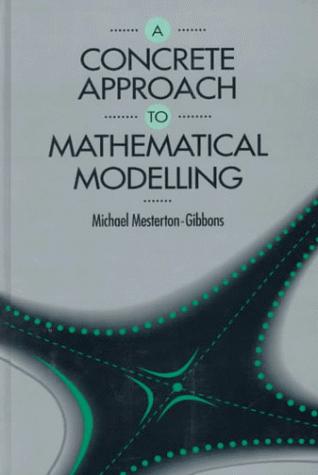 A
CONCRETE
APPROACH
TO
MATHEMATICAL
MODELLING
Michael Mesterton-Gibbons